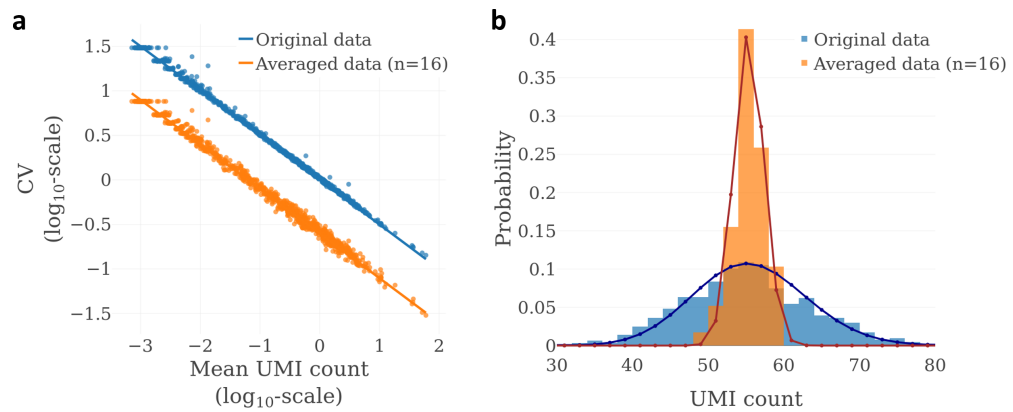 a
Original data
Averaged data (n=16)
1.5
1
0.5
0
−0.5
−1
−1.5
CV
(log₁₀-scale)
−3
−2
−1
0
1
2
Mean UMI count
(log₁₀-scale)
b
Original data
Averaged data (n=16)
0.4
0.35
0.3
0.25
0.2
0.15
0.1
0.05
0
Probability
30
40
50
60
70
80
UMI count